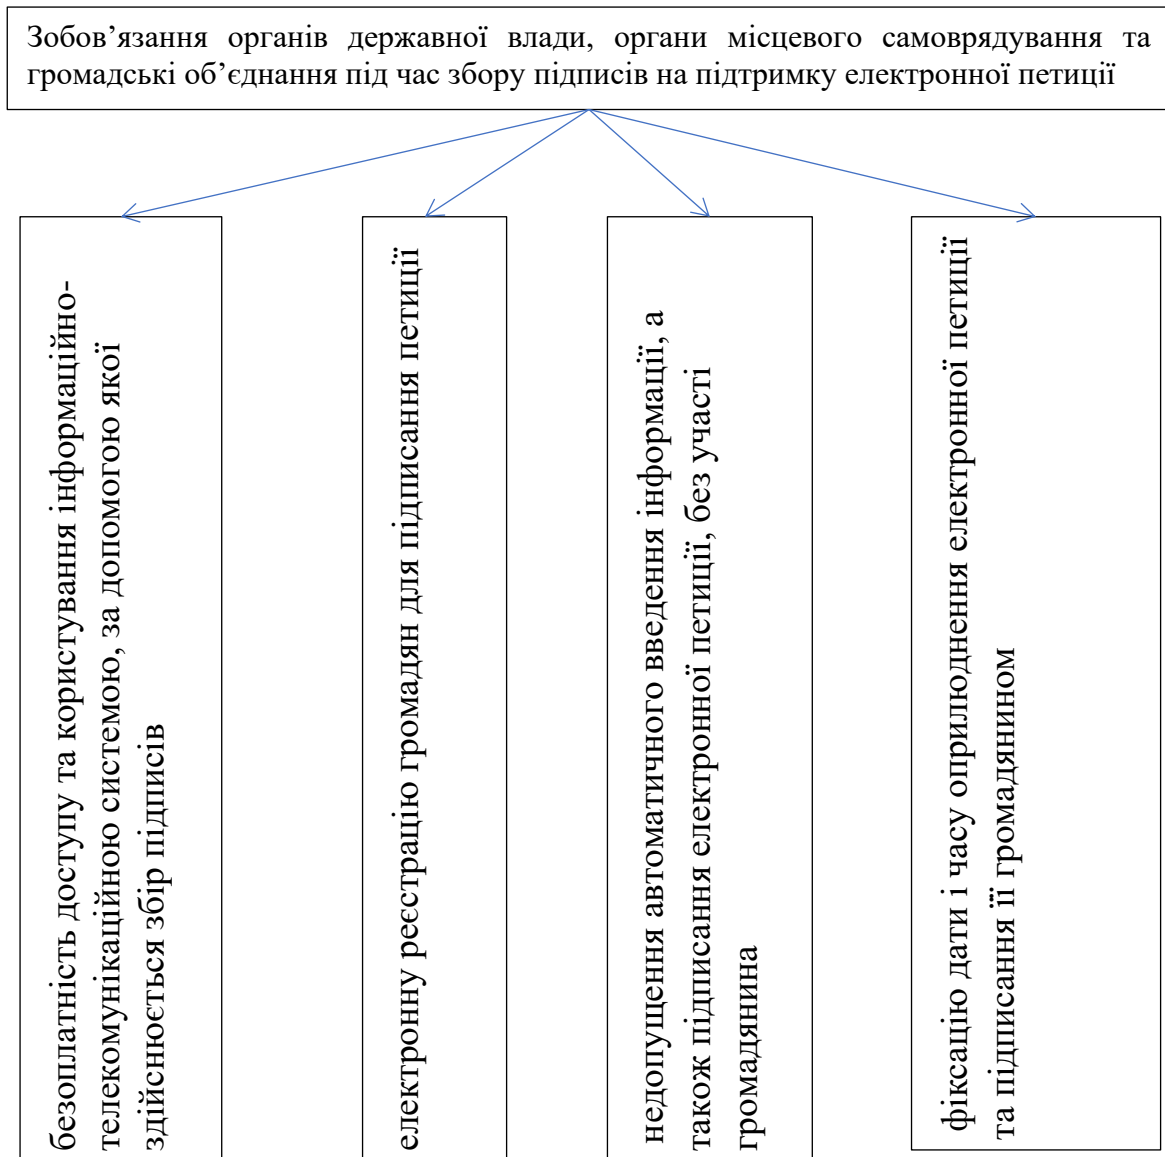 Зобов’язання органів державної влади, органи місцевого самоврядування та
громадські об’єднання під час збору підписів на підтримку електронної петиції
безоплатність доступу та користування інформаційно-
телекомунікаційною системою, за допомогою якої
здійснюється збір підписів
електронну реєстрацію громадян для підписання петиції
недопущення автоматичного введення інформації, а
також підписання електронної петиції, без участі
громадянина
фіксацію дати і часу оприлюднення електронної петиції
та підписання її громадянином